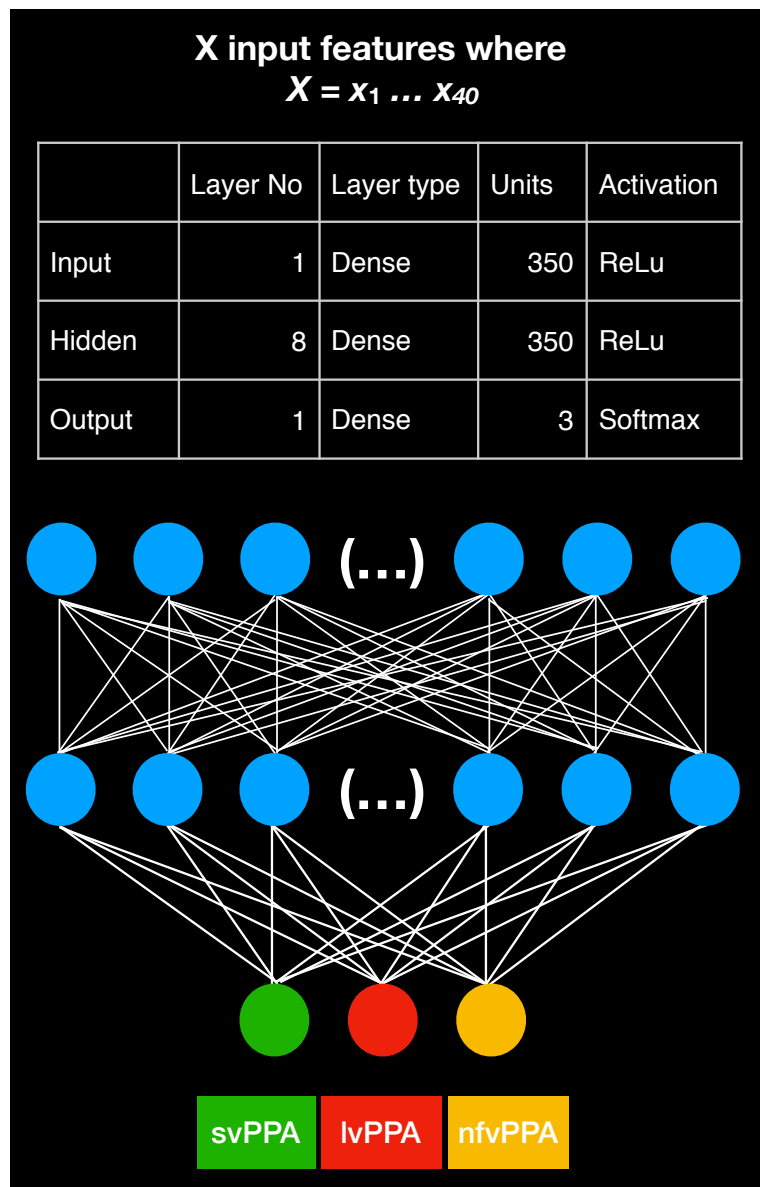 X input features where
X = x₁ … x₄₀
Layer No Layer type Units Activation
Input 1 Dense 350 ReLu
Hidden 8 Dense 350 ReLu
Output 1 Dense 3 Softmax
(…)
(…)
svPPA lvPPA nfvPPA